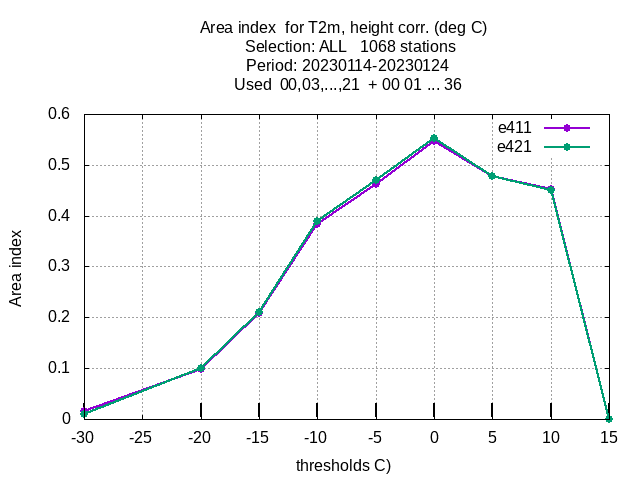 Area index  for T2m, height corr. (deg C)
Selection: ALL   1068 stations
Period: 20230114-20230124
Used  00,03,...,21  + 00 01 ... 36
e411
e421
0.6
0.5
0.4
0.3
0.2
0.1
0
Area index
-30 -25 -20 -15 -10 -5 0 5 10 15
thresholds C)